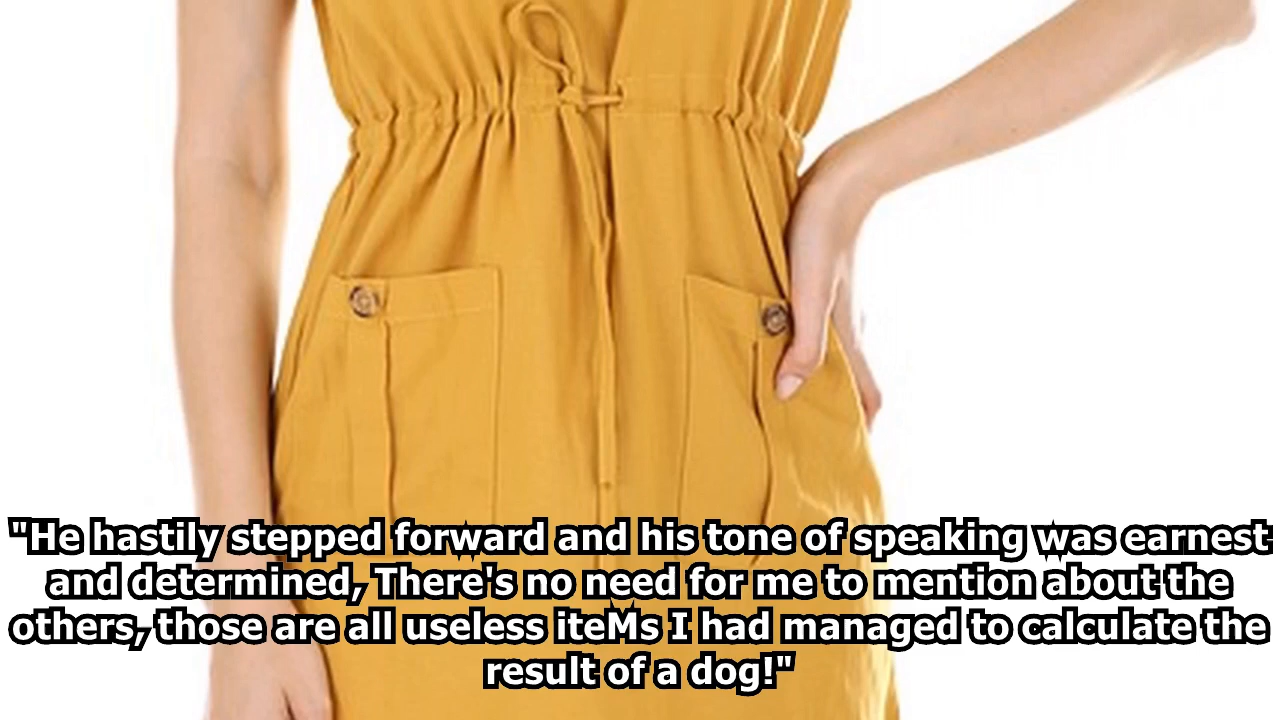 "He hastily stepped forward and his tone of speaking was earnest
and determined, There's no need for me to mention about the
others, those are all useless iteMs I had managed to calculate the
result of a dog!"